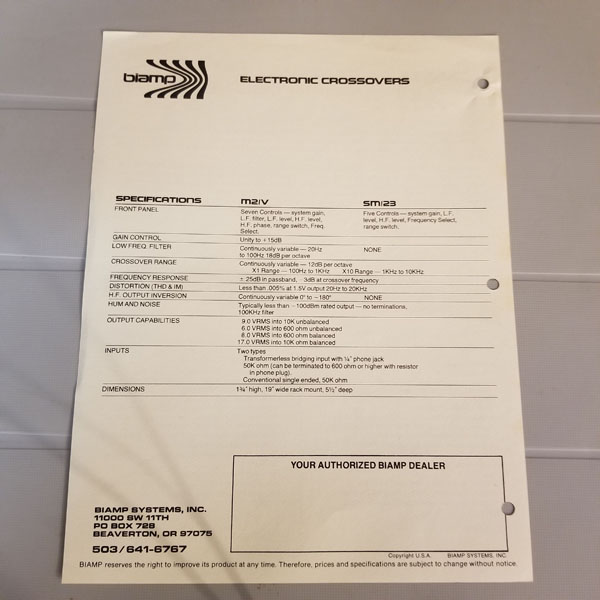 biamp
ELECTRONIC CROSSOVERS
SPECIFICATIONS m2/V sm/23
FRONT PANEL Seven Controls — system gain, Five Controls — system gain, L.F.
L.F. filter, L.F. level, H.F. level, level, H.F. level, Frequency Select,
H.F. phase, range switch, Freq. range switch.
Select.
GAIN CONTROL Unity to +15dB
LOW FREQ. FILTER Continuously variable — 20Hz NONE
to 100Hz 18dB per octave
CROSSOVER RANGE Continuously variable — 12dB per octave
X1 Range — 100Hz to 1KHz X10 Range — 1KHz to 10KHz
FREQUENCY RESPONSE ± .25dB in passband, −3dB at crossover frequency
DISTORTION (THD & IM) Less than .005% at 1.5V output 20Hz to 20KHz
H.F. OUTPUT INVERSION Continuously variable 0° to −180° NONE
HUM AND NOISE Typically less than −100dBm rated output — no terminations,
100KHz filter
OUTPUT CAPABILITIES 9.0 VRMS into 10K unbalanced
6.0 VRMS into 600 ohm unbalanced
8.0 VRMS into 600 ohm balanced
17.0 VRMS into 10K ohm balanced
INPUTS Two types
Transformerless bridging input with ¼" phone jack
50K ohm (can be terminated to 600 ohm or higher with resistor
in phone plug).
Conventional single ended, 50K ohm
DIMENSIONS 1¾" high, 19" wide rack mount, 5½" deep
YOUR AUTHORIZED BIAMP DEALER
BIAMP SYSTEMS, INC.
11000 SW 11TH
PO BOX 728
BEAVERTON, OR 97075
503/641-6767
Copyright U.S.A. BIAMP SYSTEMS, INC.
BIAMP reserves the right to improve its product at any time. Therefore, prices and specifications are subject to change without notice.